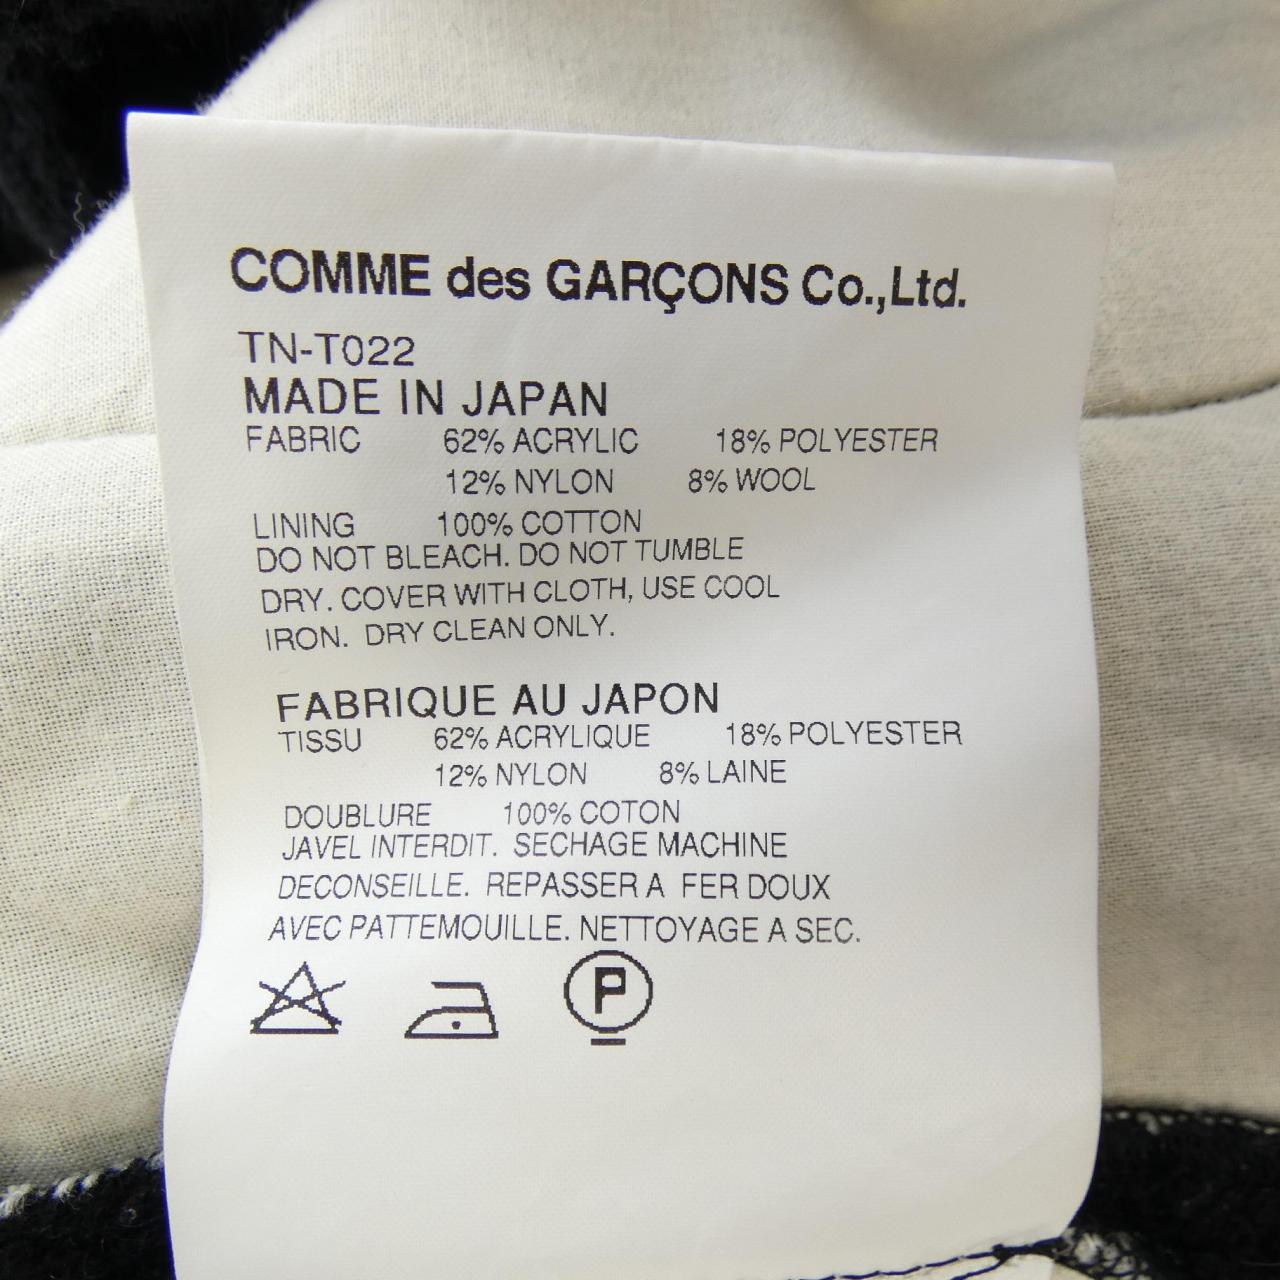 COMME des GARÇONS Co.,Ltd.
TN-T022
MADE IN JAPAN
FABRIC 62% ACRYLIC 18% POLYESTER
12% NYLON 8% WOOL
LINING 100% COTTON
DO NOT BLEACH. DO NOT TUMBLE
DRY. COVER WITH CLOTH, USE COOL
IRON. DRY CLEAN ONLY.
FABRIQUE AU JAPON
TISSU 62% ACRYLIQUE 18% POLYESTER
12% NYLON 8% LAINE
DOUBLURE 100% COTON
JAVEL INTERDIT. SECHAGE MACHINE
DECONSEILLE. REPASSER A FER DOUX
AVEC PATTEMOUILLE. NETTOYAGE A SEC.
P